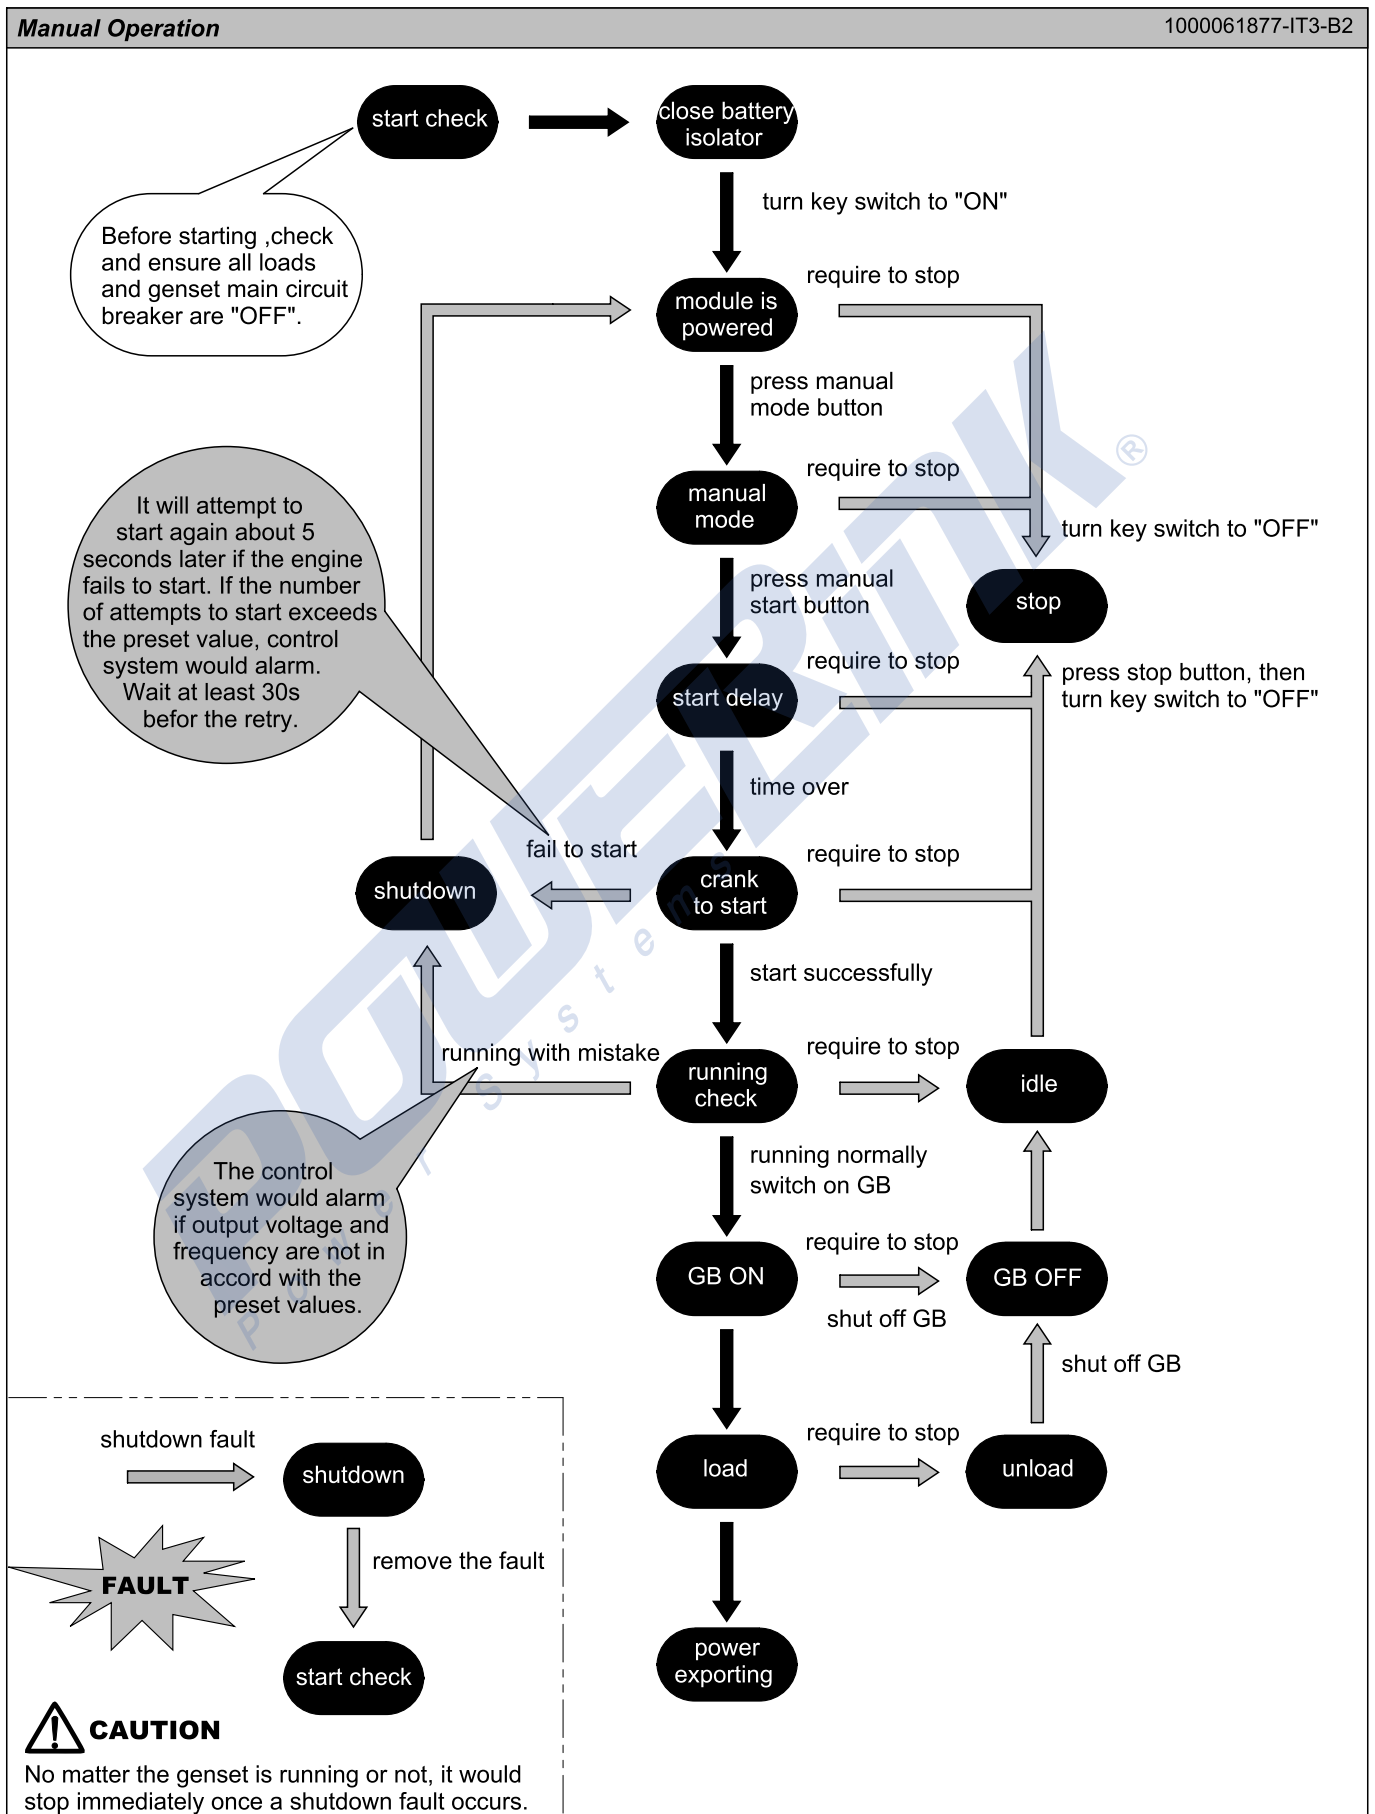 Manual Operation
1000061877-IT3-B2
start check
close battery
isolator
turn key switch to "ON"
Before starting ,check
and ensure all loads
and genset main circuit
breaker are "OFF".
require to stop
module is
powered
press manual
mode button
require to stop
manual
mode
turn key switch to "OFF"
It will attempt to
start again about 5
seconds later if the engine
fails to start. If the number
of attempts to start exceeds
the preset value, control
system would alarm.
Wait at least 30s
befor the retry.
press manual
start button
stop
require to stop
start delay
press stop button, then
turn key switch to "OFF"
time over
fail to start
require to stop
shutdown
crank
to start
start successfully
running with mistake
require to stop
running
check
idle
running normally
switch on GB
The control
system would alarm
if output voltage and
frequency are not in
accord with the
preset values.
require to stop
GB ON
GB OFF
shut off GB
shut off GB
require to stop
load
unload
shutdown fault
shutdown
remove the fault
FAULT
start check
power
exporting
CAUTION
No matter the genset is running or not, it would
stop immediately once a shutdown fault occurs.
POWERinK ®
Power Systems